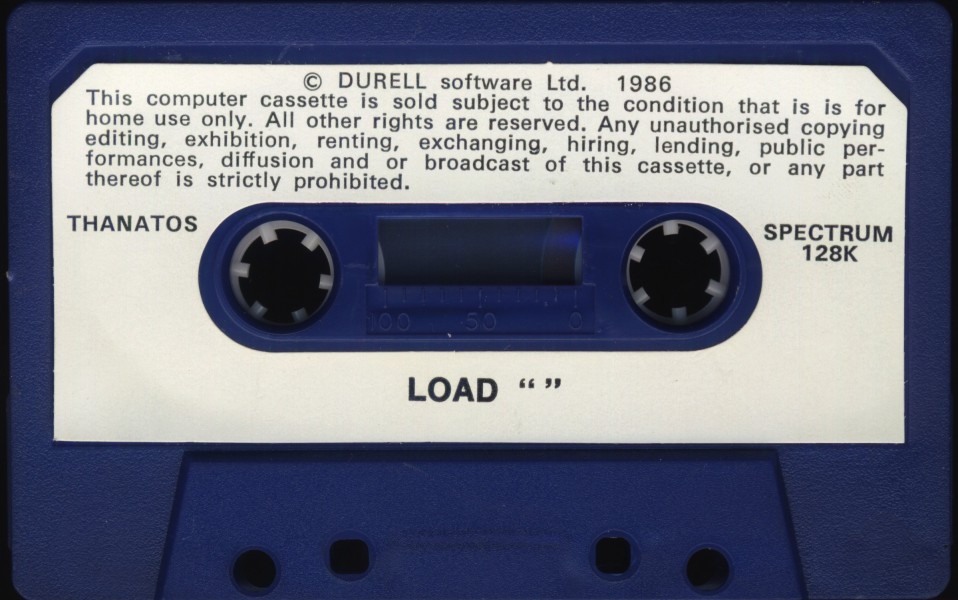 © DURELL software Ltd. 1986
This computer cassette is sold subject to the condition that is is for
home use only. All other rights are reserved. Any unauthorised copying
editing, exhibition, renting, exchanging, hiring, lending, public per-
formances, diffusion and or broadcast of this cassette, or any part
thereof is strictly prohibited.
THANATOS
SPECTRUM
128K
100 50 0
LOAD “ ”